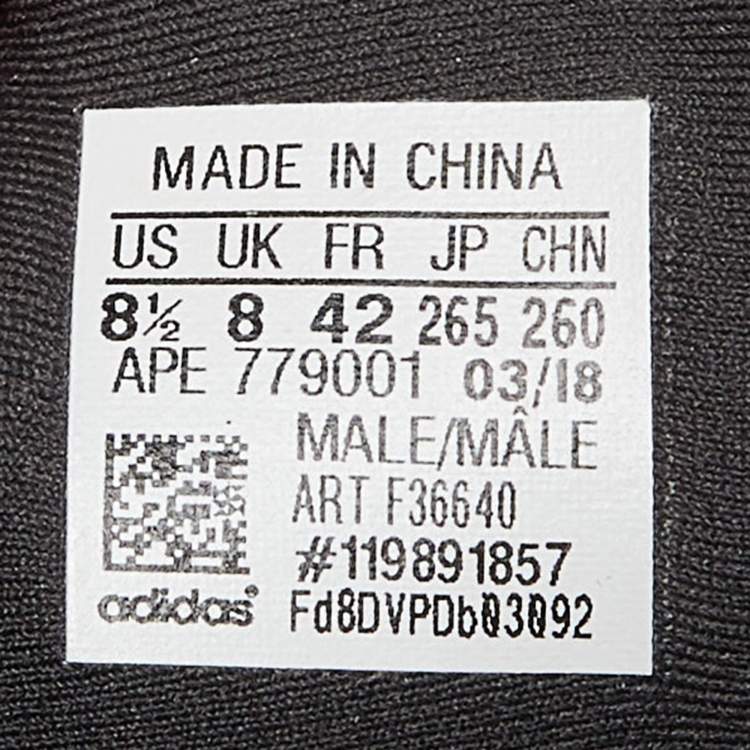 MADE IN CHINA
US UK FR JP CHN
8½ 8 42 265 260
APE 779001 03/18
MALE/MÂLE
ART F36640
#119891857
adidas®
Fd8DVPDb03092